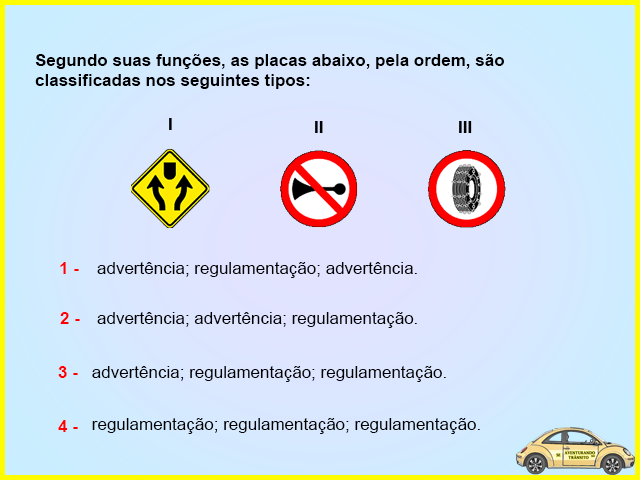 Segundo suas funções, as placas abaixo, pela ordem, são
classificadas nos seguintes tipos:
I
II
III
1 - advertência; regulamentação; advertência.
2 - advertência; advertência; regulamentação.
3 - advertência; regulamentação; regulamentação.
4 - regulamentação; regulamentação; regulamentação.
AVENTURANDO
TRÂNSITO